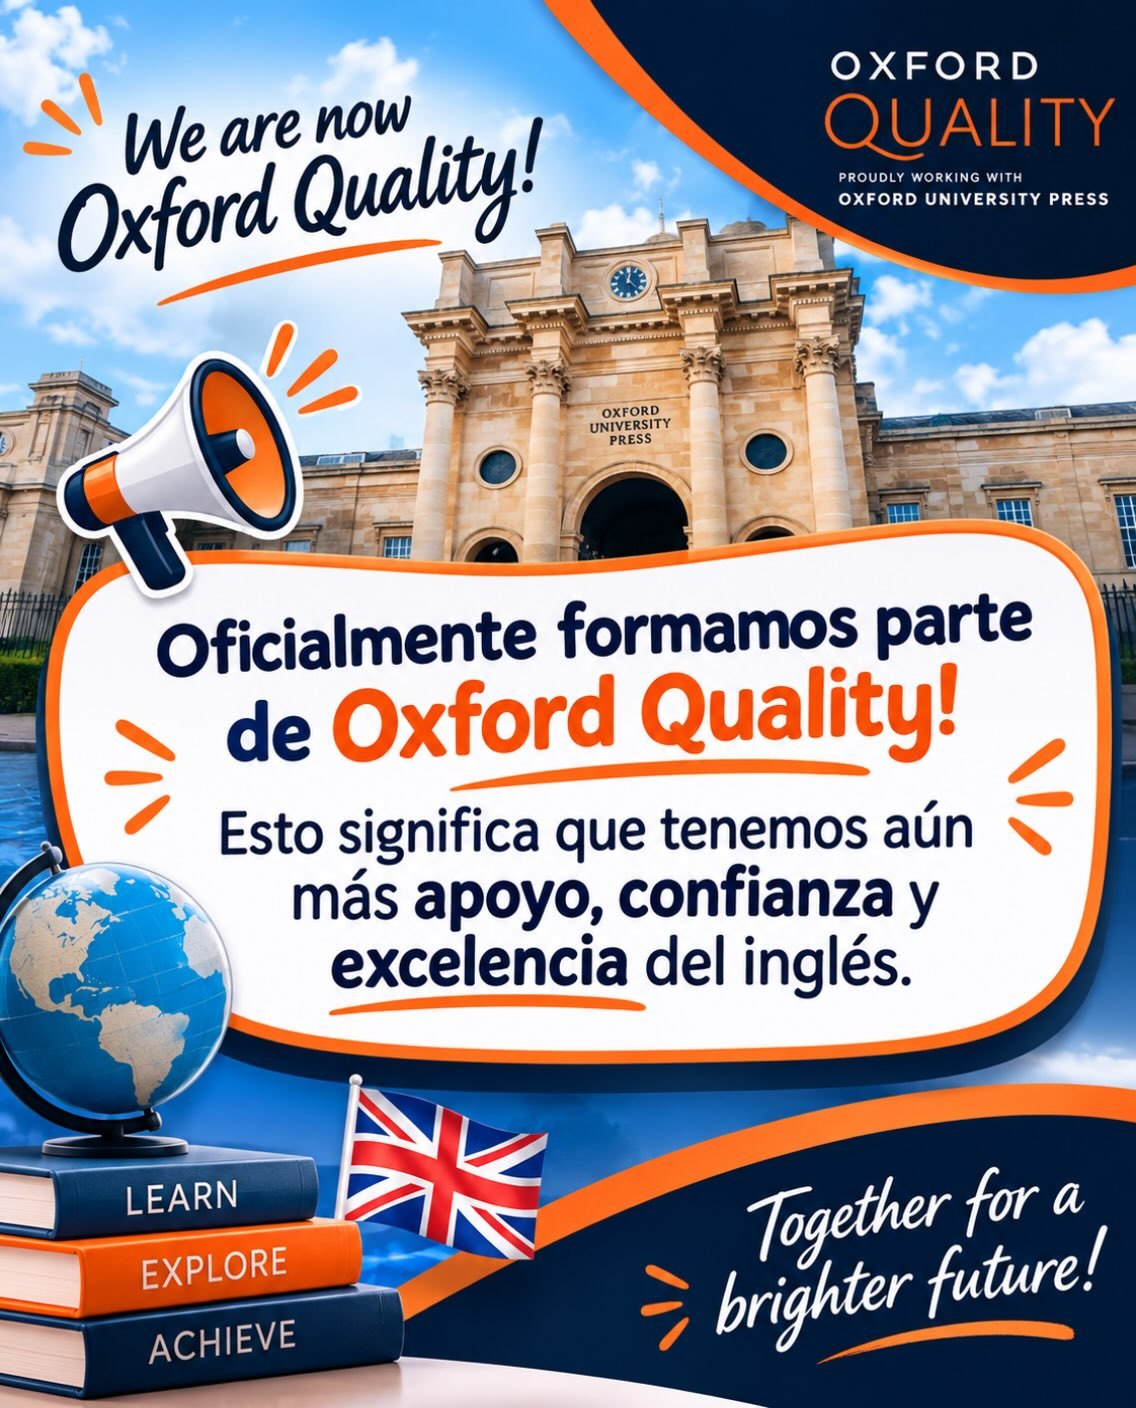 We are now
Oxford Quality!
OXFORD
QUALITY
PROUDLY WORKING WITH
OXFORD UNIVERSITY PRESS
OXFORD
UNIVERSITY
PRESS
Oficialmente formamos parte
de Oxford Quality!
Esto significa que tenemos aún
más apoyo, confianza y
excelencia del inglés.
LEARN
EXPLORE
ACHIEVE
Together for a
brighter future!